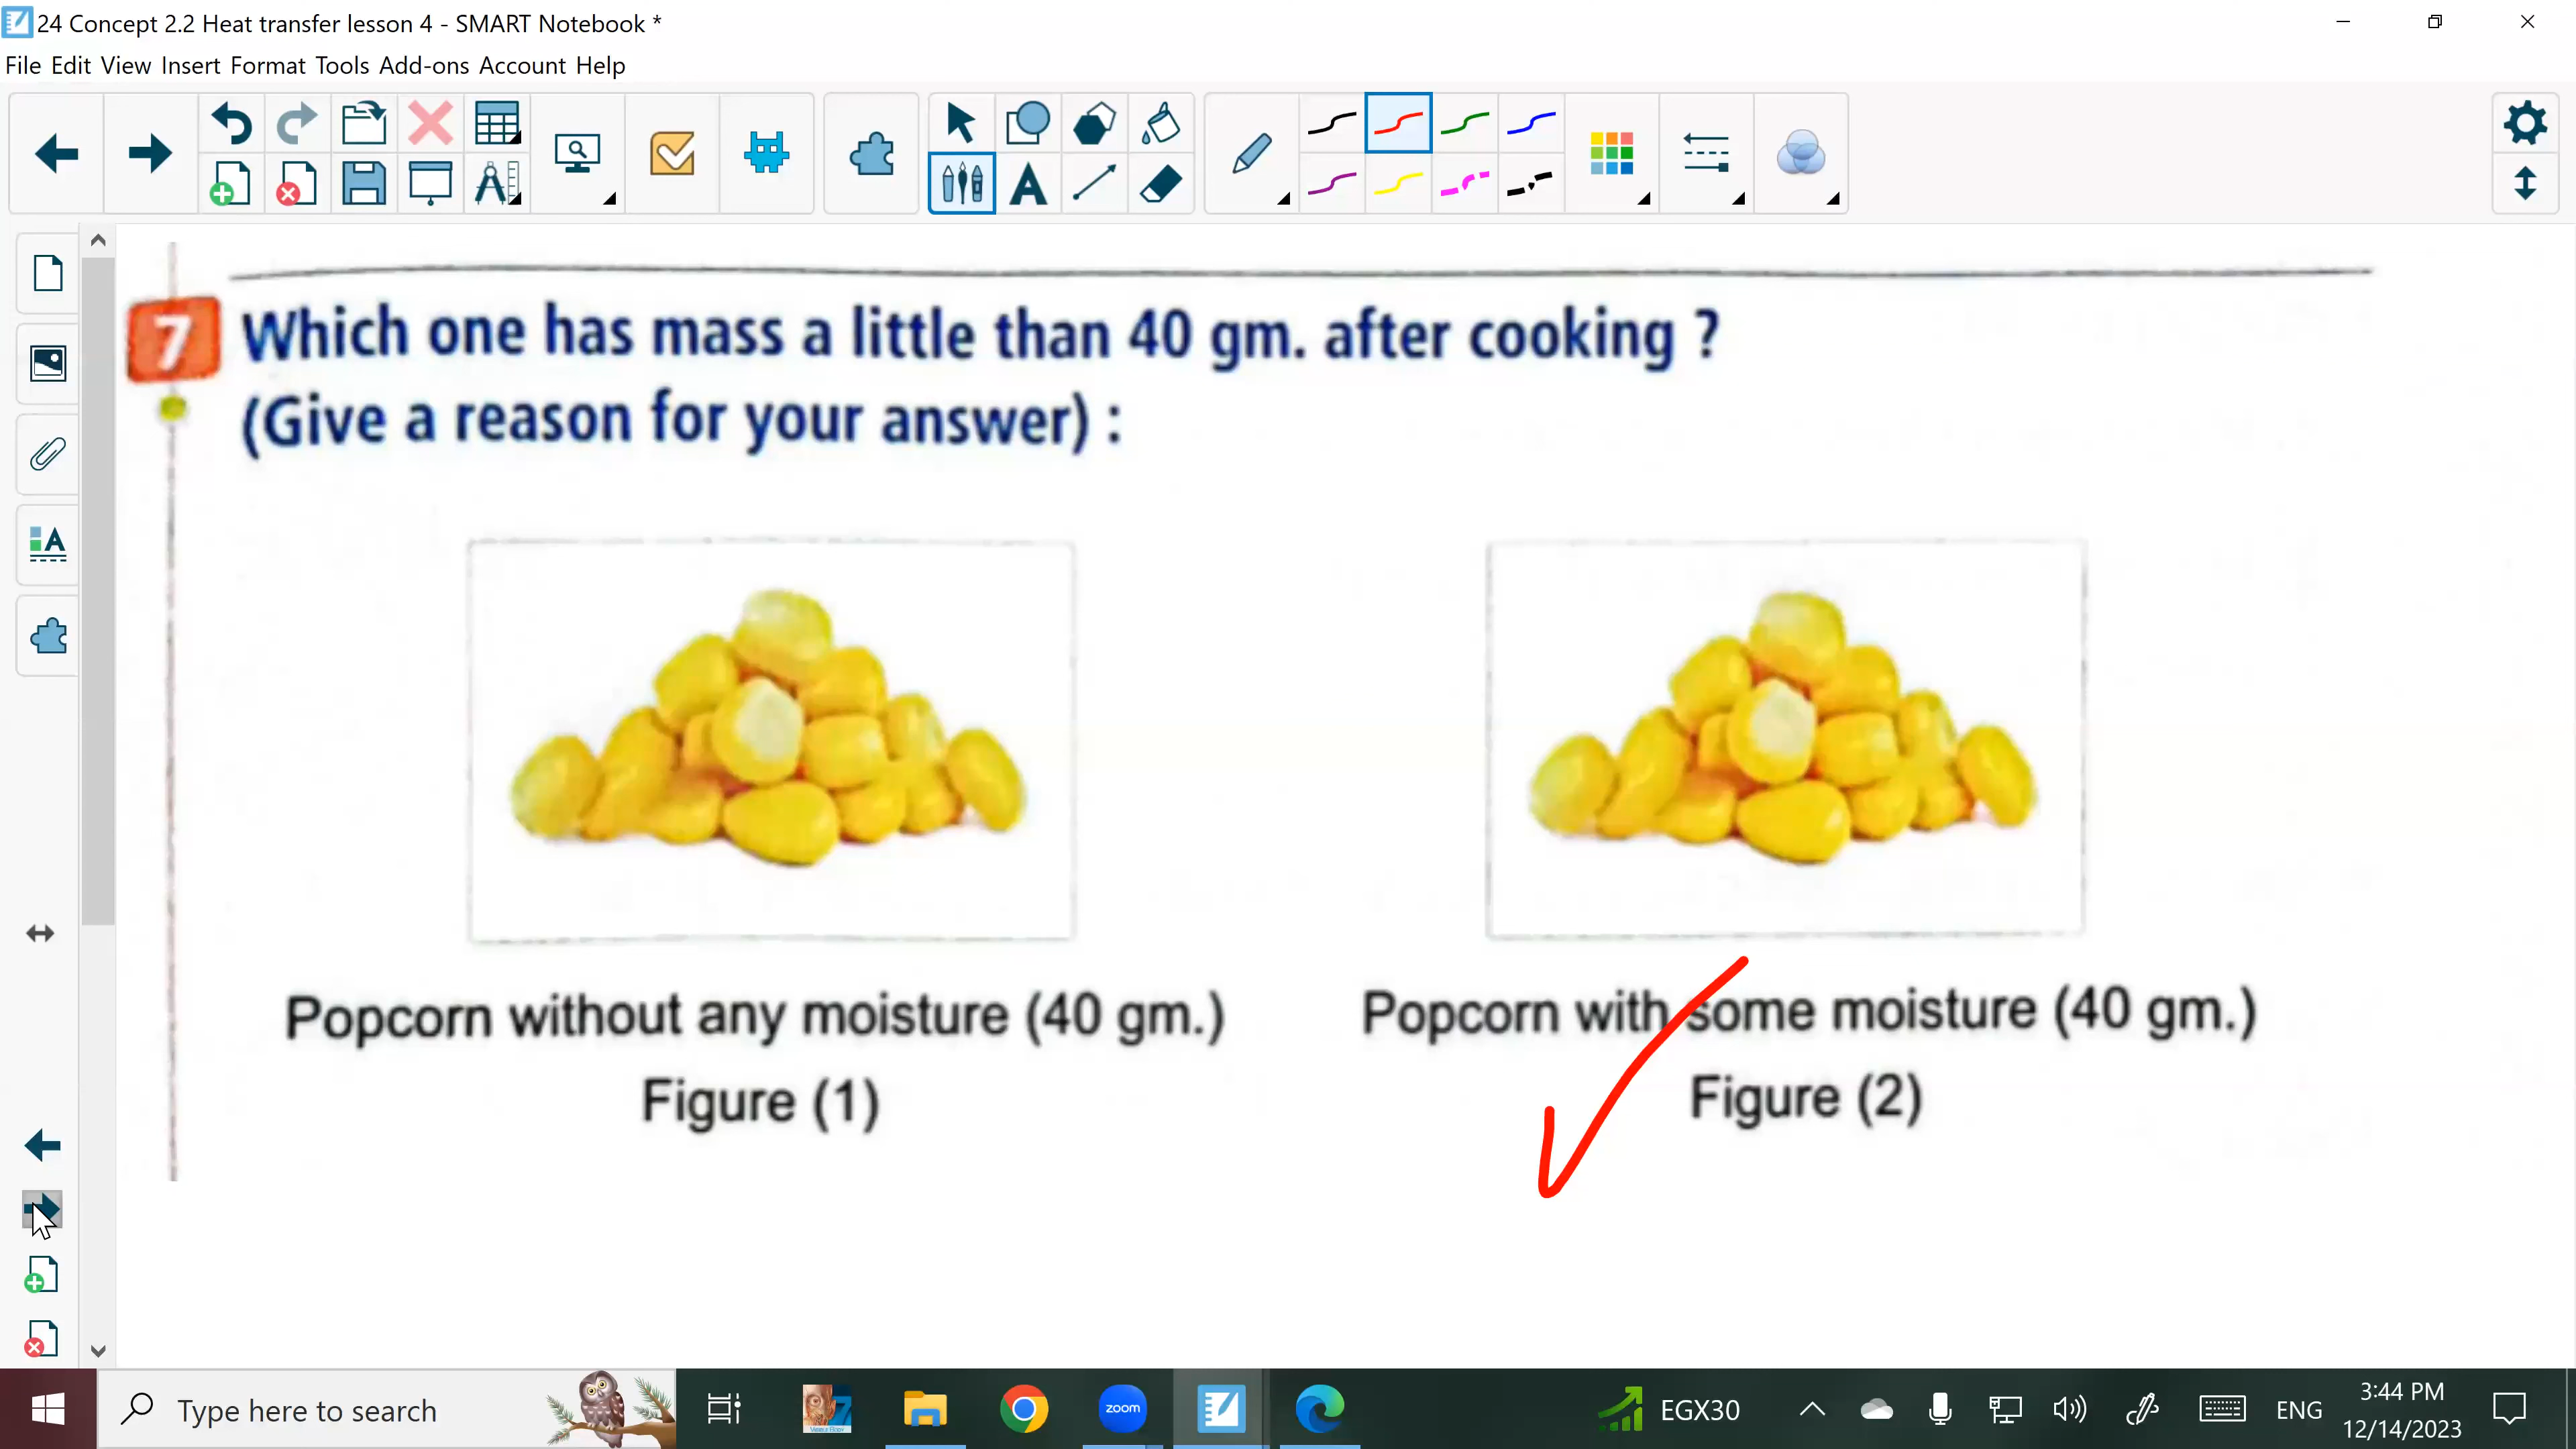 24 Concept 2.2 Heat transfer lesson 4 - SMART Notebook *
File Edit View Insert Format Tools Add-ons Account Help
7 Which one has mass a little than 40 gm. after cooking ?
(Give a reason for your answer) :
Popcorn without any moisture (40 gm.)
Figure (1)
Popcorn with some moisture (40 gm.)
Figure (2)
Type here to search
zoom
EGX30
ENG
3:44 PM
12/14/2023